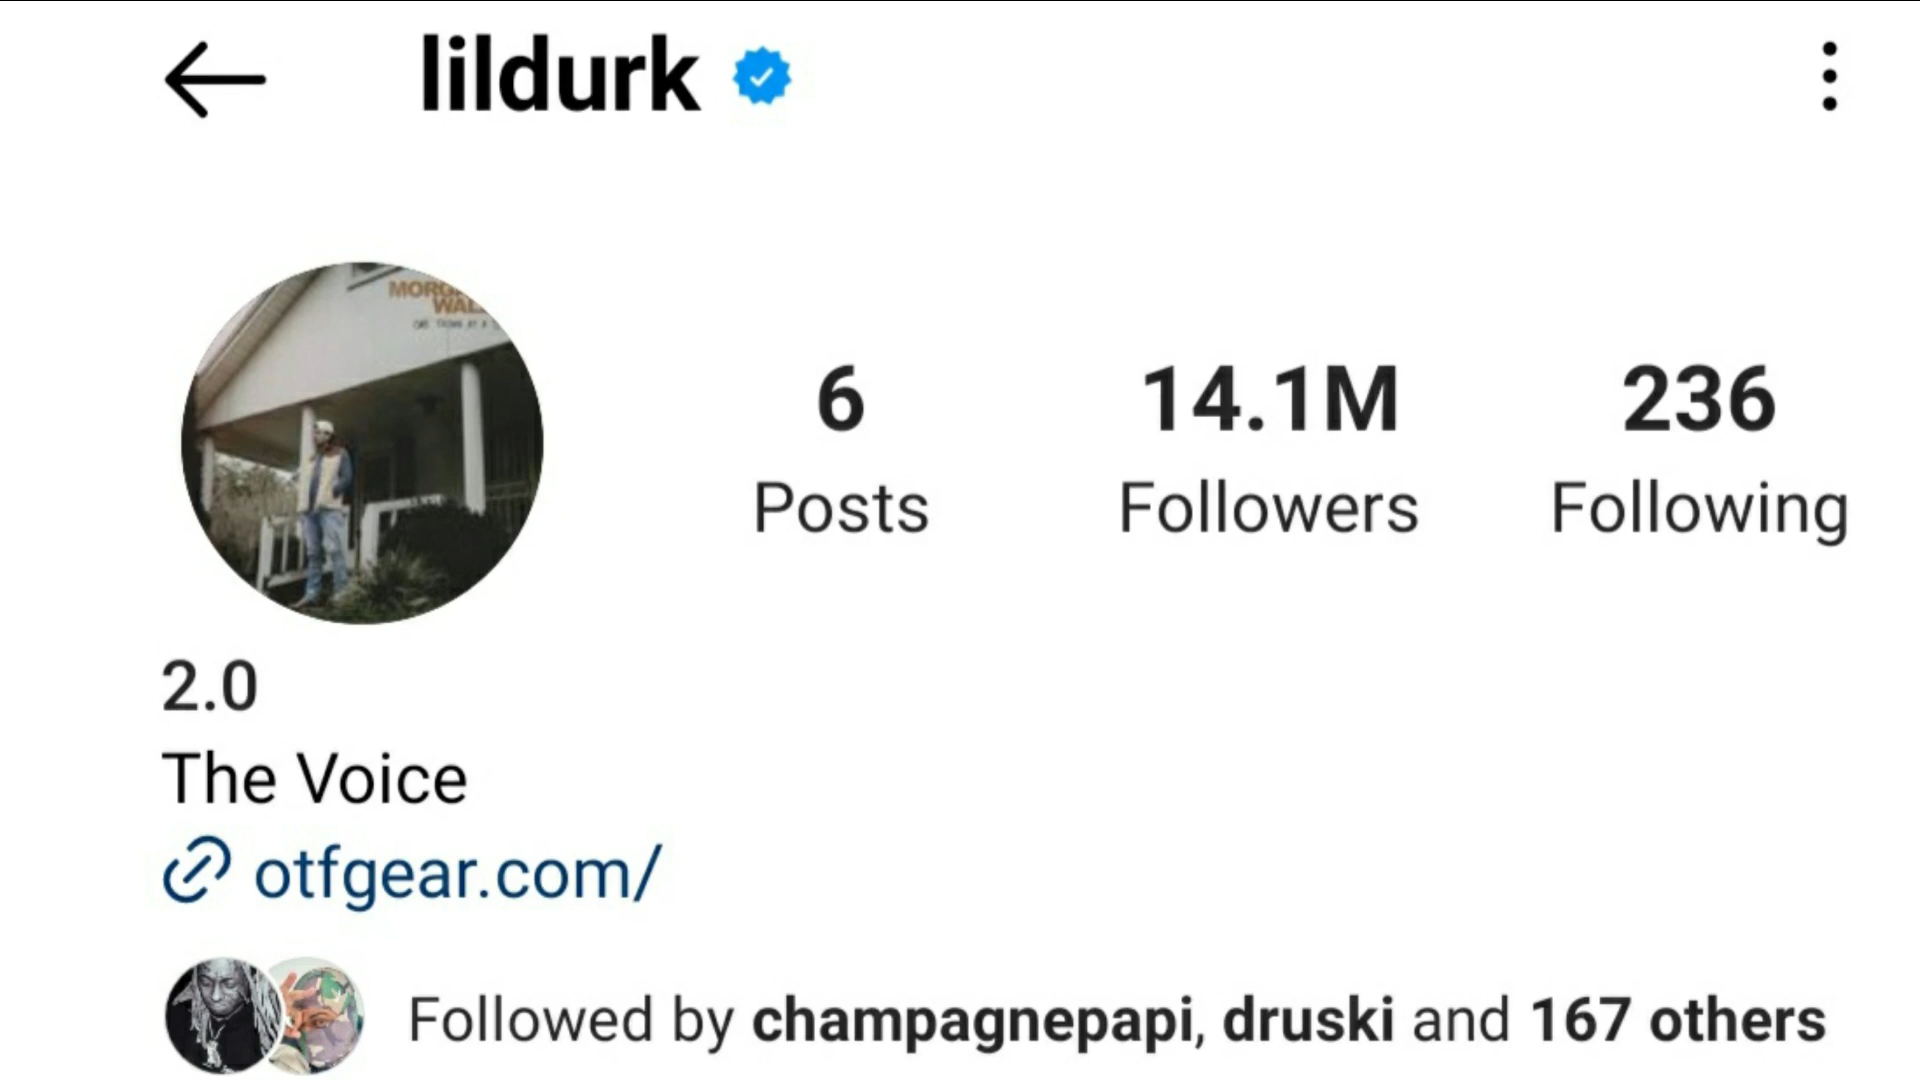 lildurk
6
14.1M
236
Posts
Followers
Following
2.0
The Voice
otfgear.com/
Followed by champagnepapi, druski and 167 others